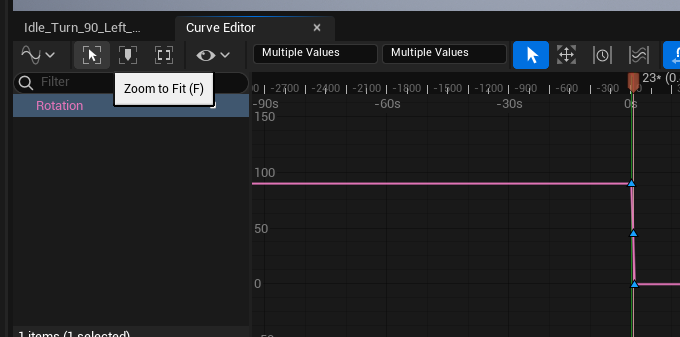 Idle_Turn_90_Left_...
Curve Editor
Multiple Values
Multiple Values
Filter
Zoom to Fit (F)
Rotation
23* (0.
-2700 -2400 -2100 -1800 -1500 -1200 -900 -600 -300
-90s -60s -30s 0s
150
100
50
0
-50
1 items (1 selected)